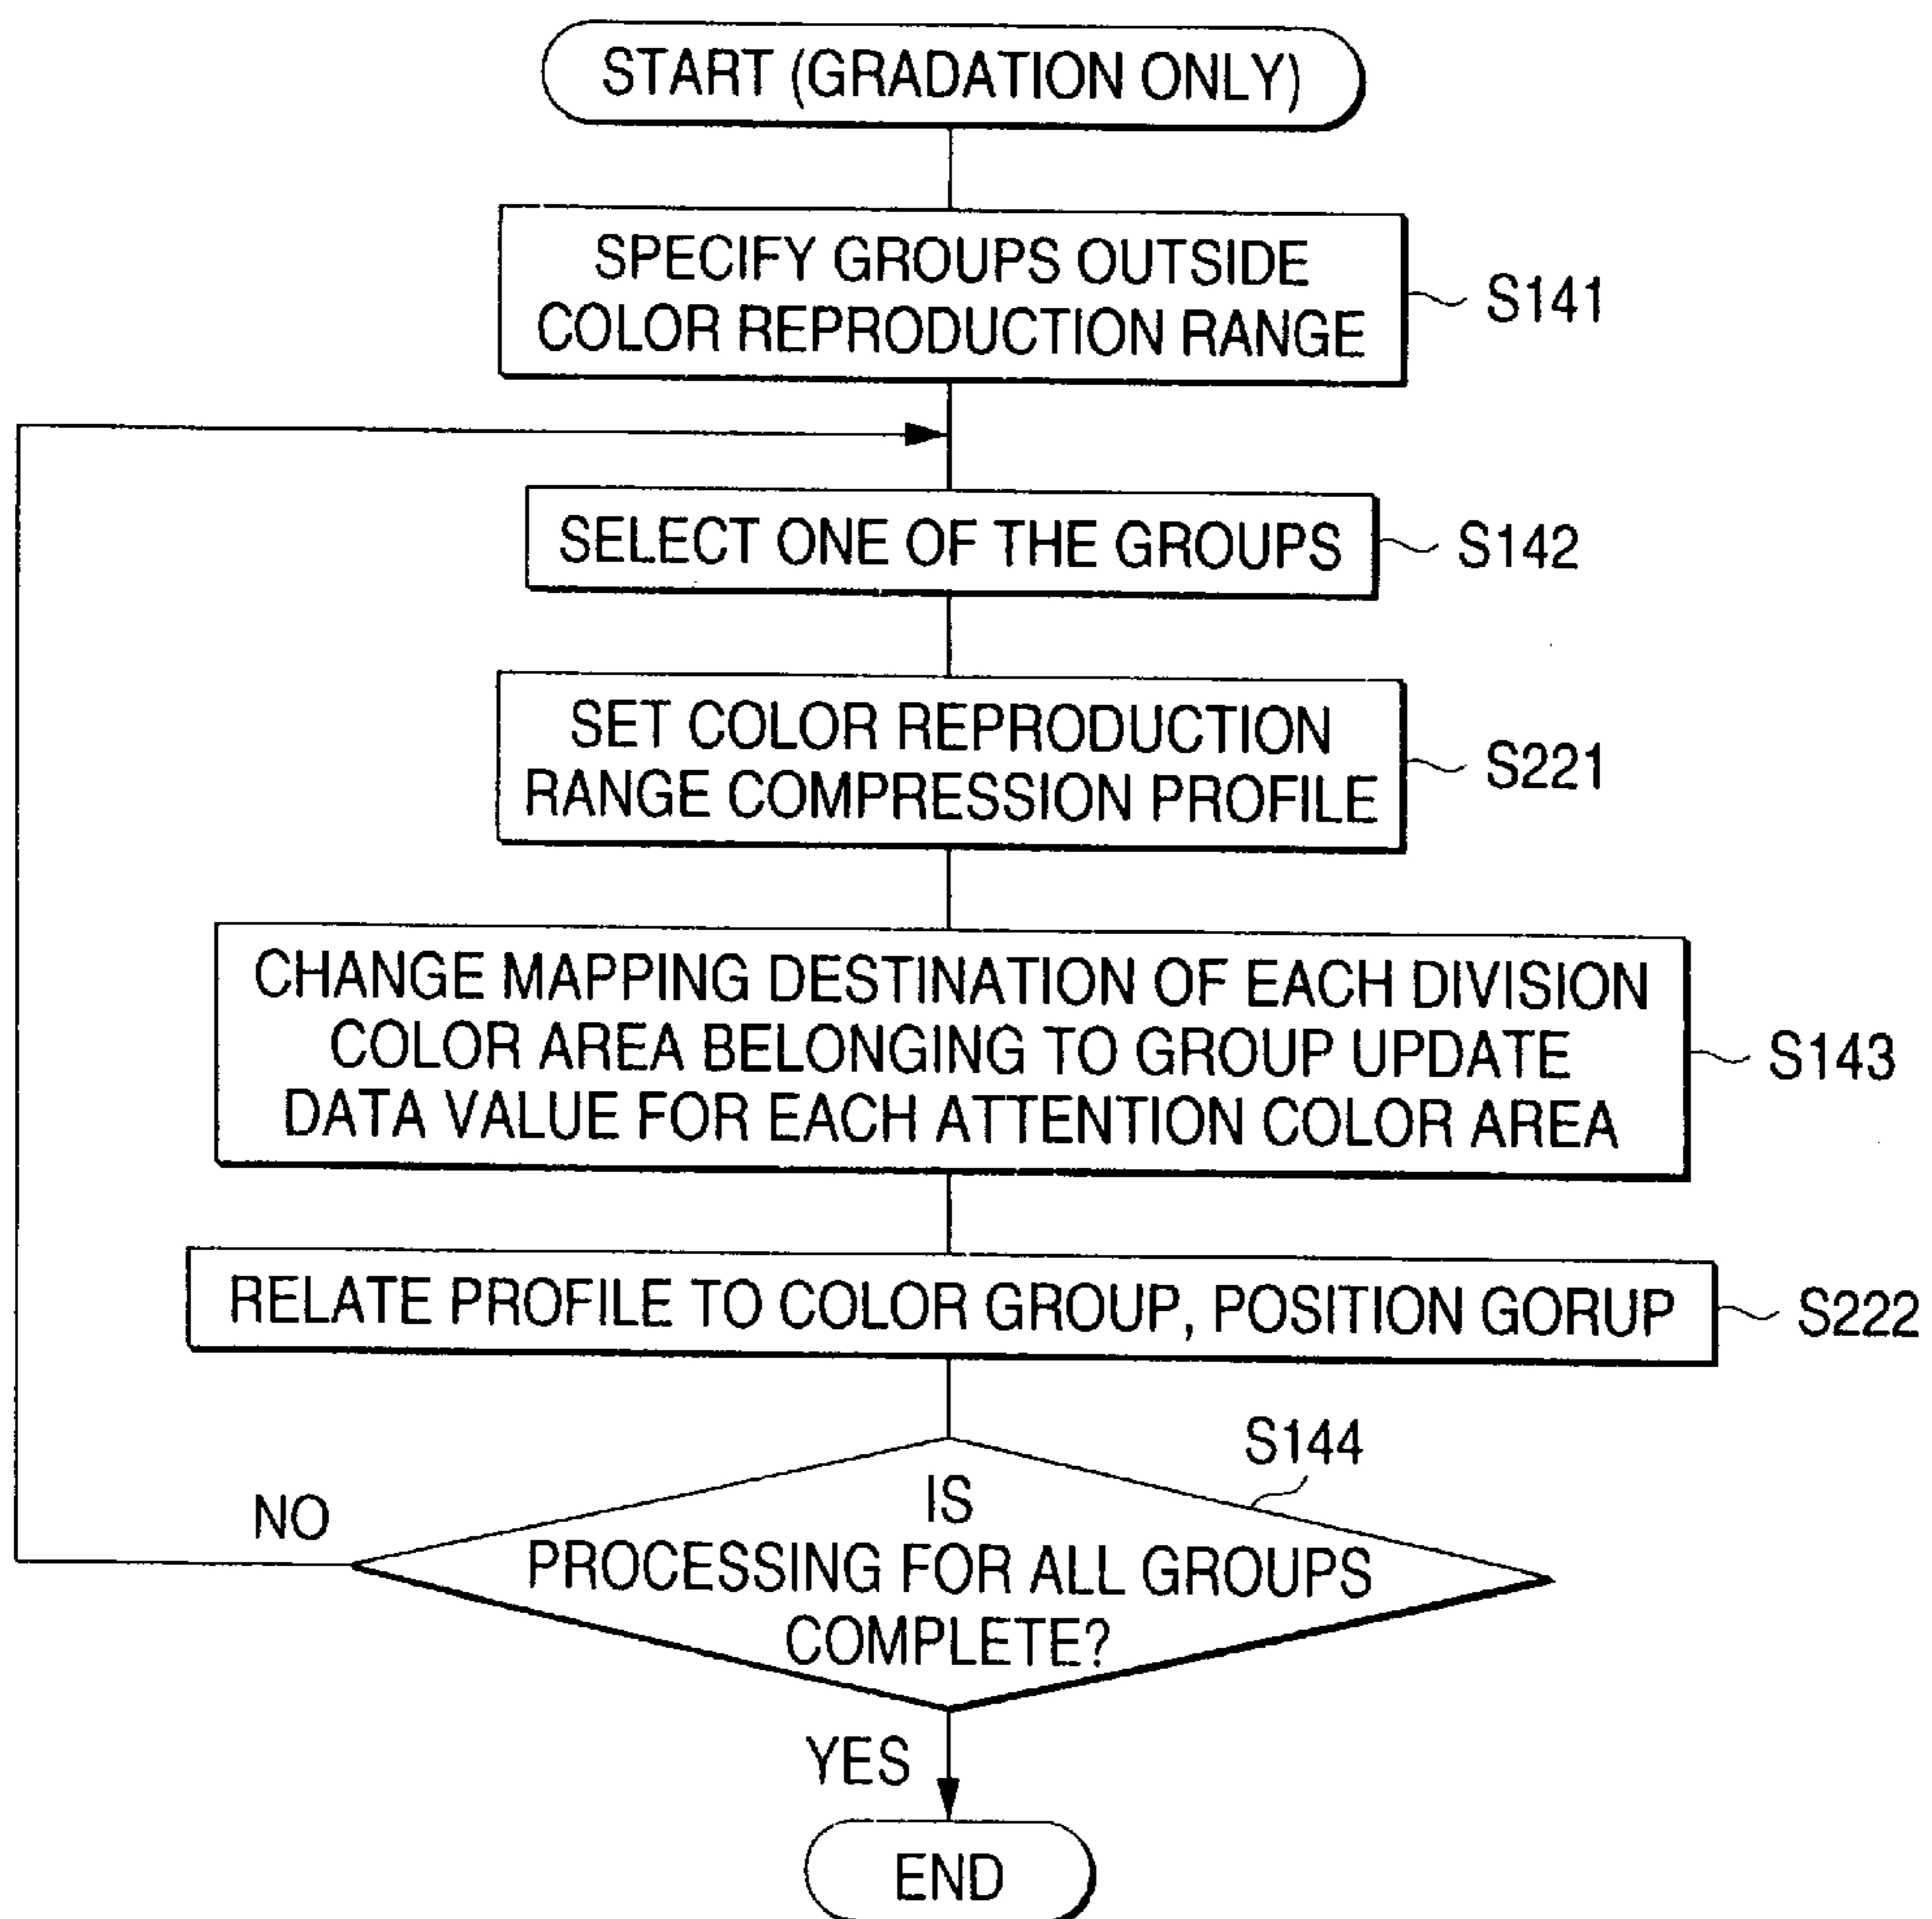 START (GRADATION ONLY)
SPECIFY GROUPS OUTSIDE
COLOR REPRODUCTION RANGE
S141
SELECT ONE OF THE GROUPS
S142
SET COLOR REPRODUCTION
RANGE COMPRESSION PROFILE
S221
CHANGE MAPPING DESTINATION OF EACH DIVISION
COLOR AREA BELONGING TO GROUP UPDATE
DATA VALUE FOR EACH ATTENTION COLOR AREA
S143
RELATE PROFILE TO COLOR GROUP, POSITION GORUP
S222
S144
IS
PROCESSING FOR ALL GROUPS
COMPLETE?
NO
YES
END